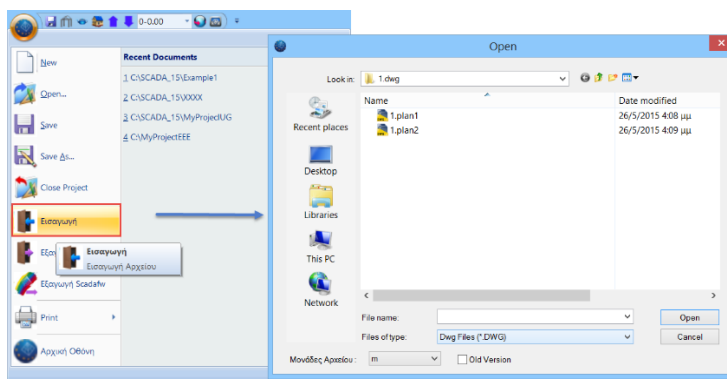 0-0.00
New
Open...
Save
Save As...
Close Project
Εισαγωγή
Εξαγ
Εξαγωγή Scadafw
Print
Αρχική Οθόνη
Recent Documents
1 C:\SCADA_15\Example1
2 C:\SCADA_15\XXXX
3 C:\SCADA_15\MyProjectUG
4 C:\MyProjectEEE
Εισαγωγή
Εισαγωγή Αρχείου
Open
Look in:
1.dwg
Recent places
Desktop
Libraries
This PC
Network
Name
Date modified
1.plan1
26/5/2015 4:08 μμ
1.plan2
26/5/2015 4:09 μμ
File name:
Open
Files of type:
Dwg Files (*.DWG)
Cancel
Μονάδες Αρχείου :
m
Old Version